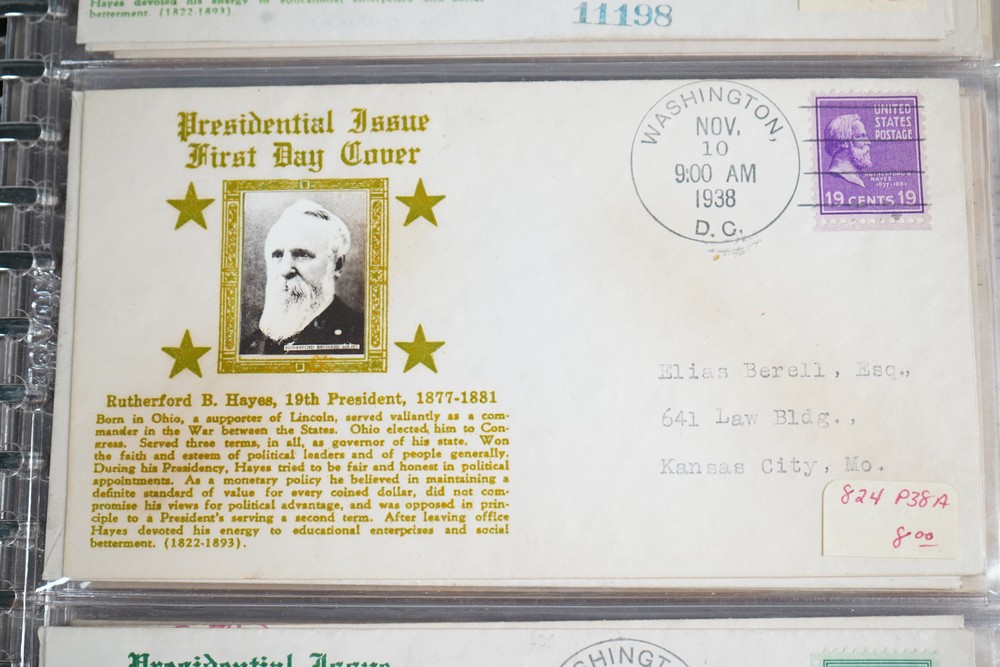 Hayes devoted his energy to educational, enterprises and social
betterment. (1822-1893).
11198
Presidential Issue
First Day Cover
RUTHERFORD BIRCHARD HAYES
Rutherford B. Hayes, 19th President, 1877-1881
Born in Ohio, a supporter of Lincoln, served valiantly as a com-
mander in the War between the States. Ohio elected him to Con-
gress. Served three terms, in all, as governor of his state. Won
the faith and esteem of political leaders and of people generally.
During his Presidency, Hayes tried to be fair and honest in political
appointments. As a monetary policy he believed in maintaining a
definite standard of value for every coined dollar, did not com-
promise his views for political advantage, and was opposed in prin-
ciple to a President's serving a second term. After leaving office
Hayes devoted his energy to educational enterprises and social
betterment. (1822-1893).
WASHINGTON,
NOV.
10
9:00 AM
1938
D. C.
UNITED
STATES
POSTAGE
RUTHERFORD B.
HAYES
1877-1881
19 CENTS 19
Elias Berell, Esq.,
641 Law Bldg.,
Kansas City, Mo.
824 P38A
8.00
Presidential Issue
SHINGT